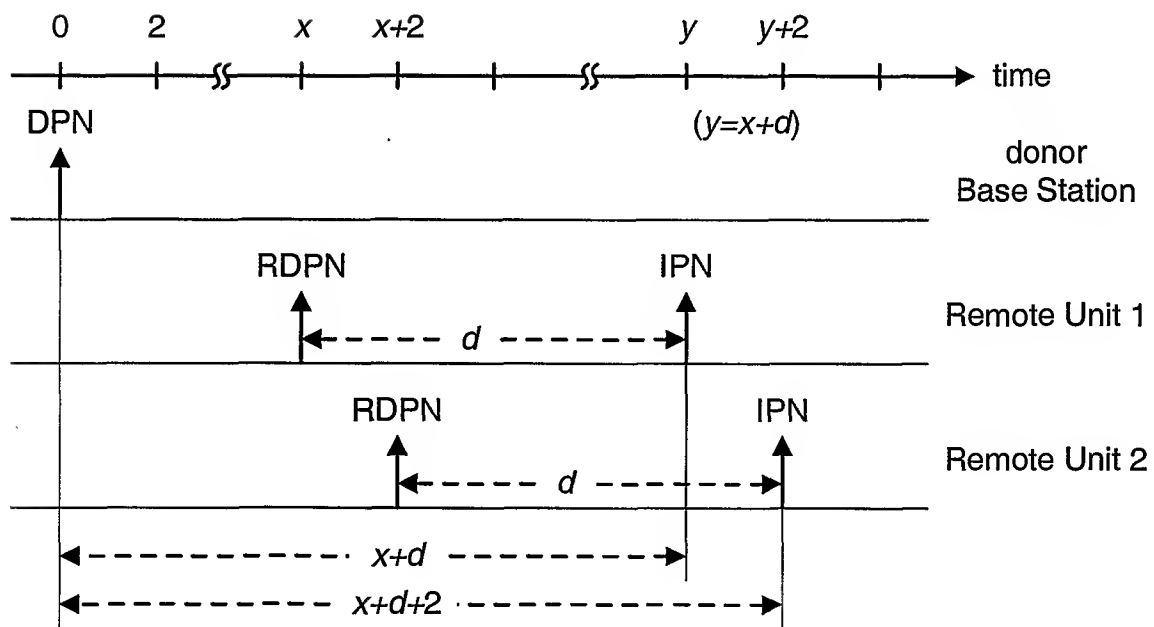 0 2 x x+2 y y+2
time
DPN
(y=x+d)
donor
Base Station
RDPN IPN
d
Remote Unit 1
RDPN IPN
d
Remote Unit 2
x+d
x+d+2